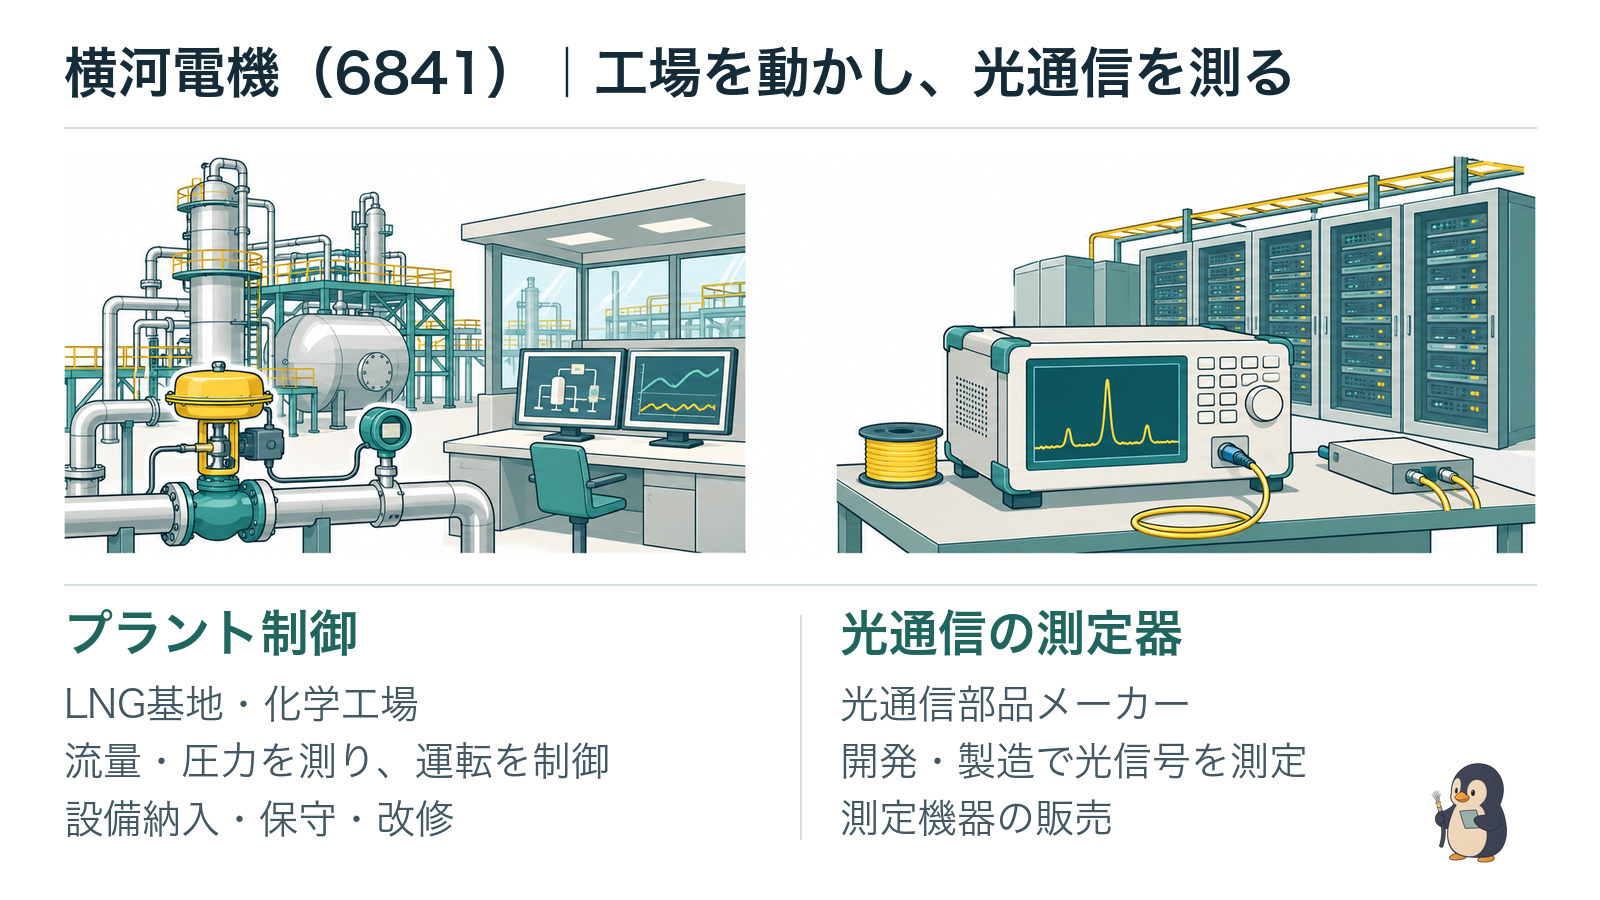 横河電機（6841）｜工場を動かし、光通信を測る
プラント制御
LNG基地・化学工場
流量・圧力を測り、運転を制御
設備納入・保守・改修
光通信の測定器
光通信部品メーカー
開発・製造で光信号を測定
測定機器の販売